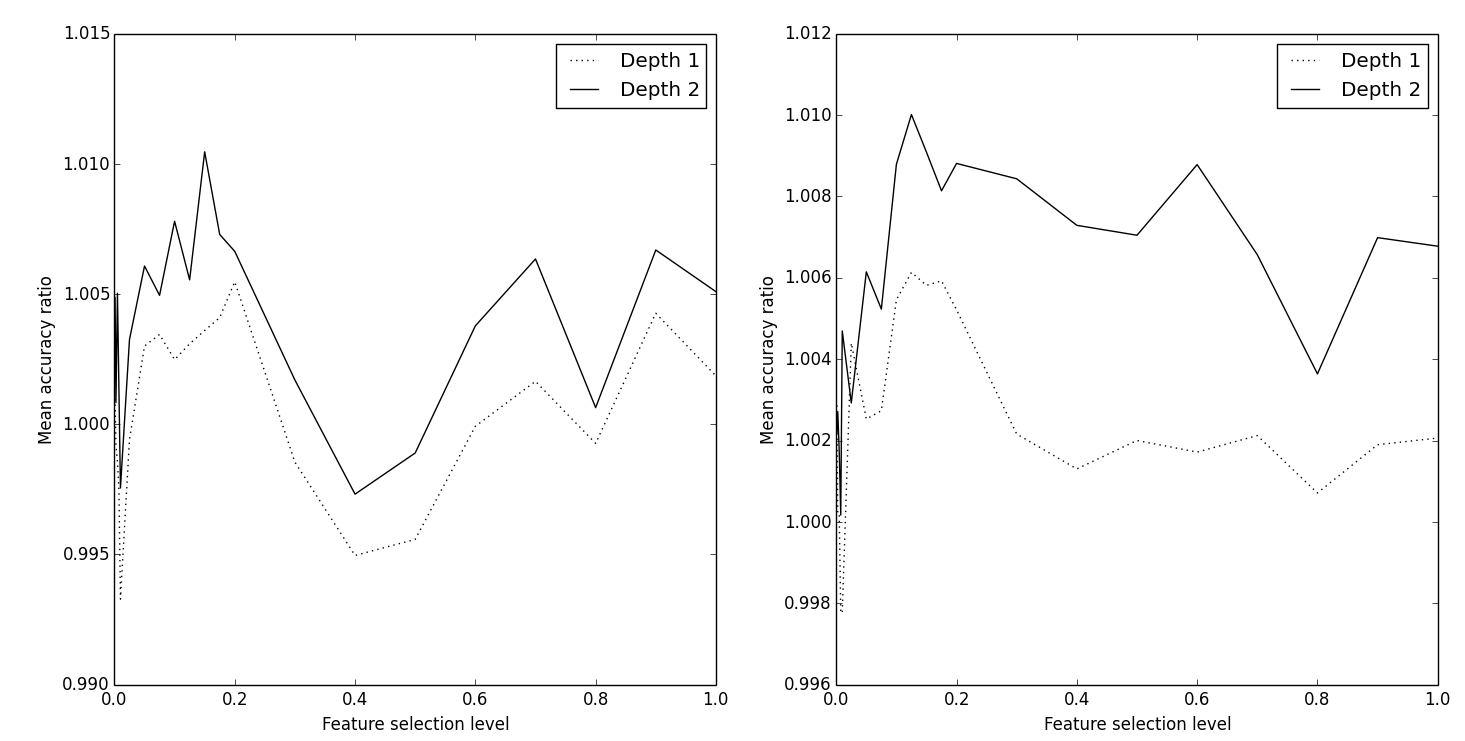 1.015
1.010
1.005
1.000
0.995
0.990
Mean accuracy ratio
0.0 0.2 0.4 0.6 0.8 1.0
Feature selection level
Depth 1
Depth 2
1.012
1.010
1.008
1.006
1.004
1.002
1.000
0.998
0.996
Mean accuracy ratio
0.0 0.2 0.4 0.6 0.8 1.0
Feature selection level
Depth 1
Depth 2